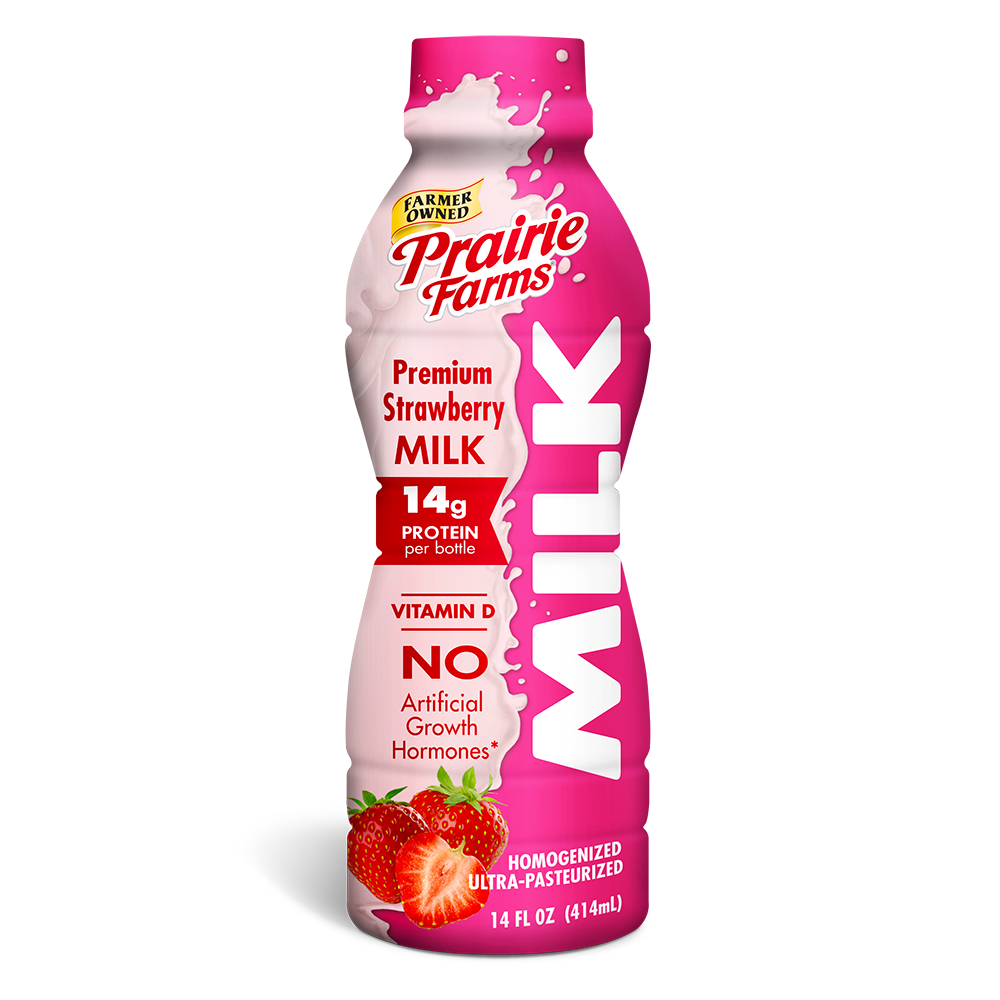 FARMER
OWNED
Prairie
Farms®
Premium
Strawberry
MILK
14g
PROTEIN
per bottle
VITAMIN D
NO
Artificial
Growth
Hormones*
MILK
HOMOGENIZED
ULTRA-PASTEURIZED
14 FL OZ (414mL)